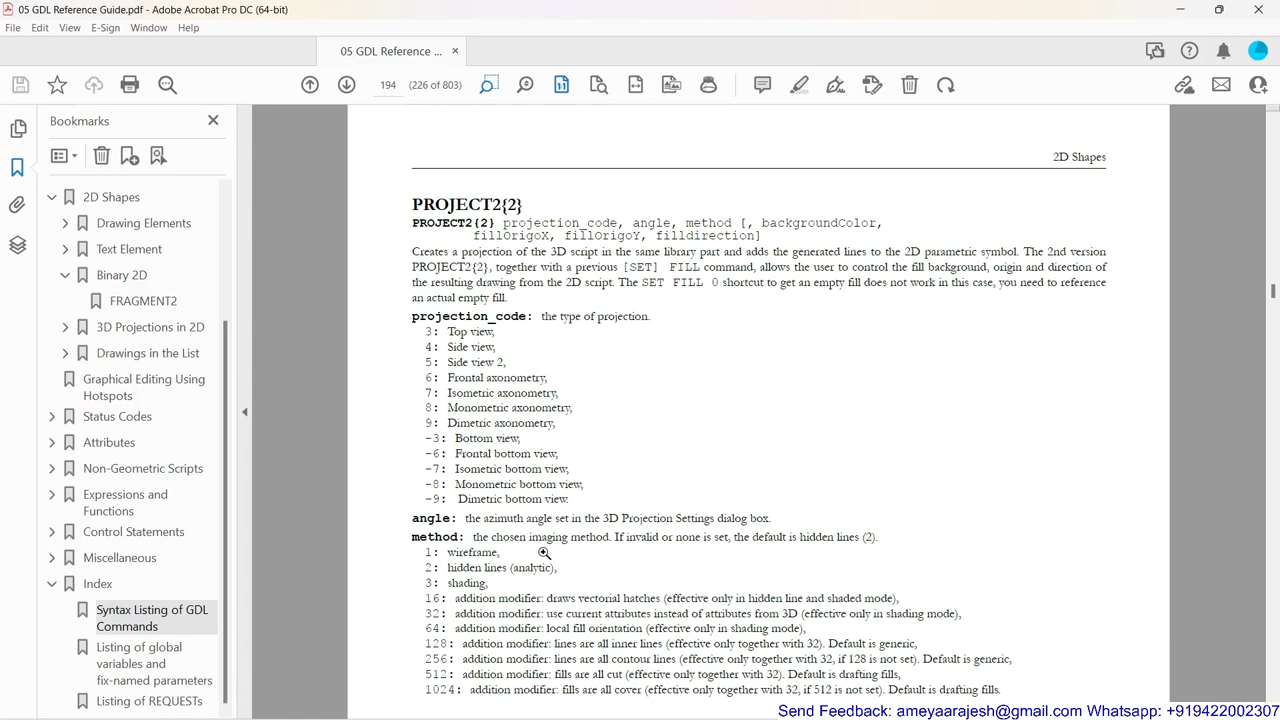 05 GDL Reference Guide.pdf - Adobe Acrobat Pro DC (64-bit)
File Edit View E-Sign Window Help
05 GDL Reference ... ×
194 (226 of 803)
Bookmarks
2D Shapes
Drawing Elements
Text Element
Binary 2D
FRAGMENT2
3D Projections in 2D
Drawings in the List
Graphical Editing Using
Hotspots
Status Codes
Attributes
Non-Geometric Scripts
Expressions and
Functions
Control Statements
Miscellaneous
Index
Syntax Listing of GDL
Commands
Listing of global
variables and
fix-named parameters
Listing of REQUESTs
2D Shapes
PROJECT2{2}
PROJECT2{2} projection_code, angle, method [, backgroundColor,
fillOrigoX, fillOrigoY, filldirection]
Creates a projection of the 3D script in the same library part and adds the generated lines to the 2D parametric symbol. The 2nd version
PROJECT2{2}, together with a previous [SET] FILL command, allows the user to control the fill background, origin and direction of
the resulting drawing from the 2D script. The SET FILL 0 shortcut to get an empty fill does not work in this case, you need to reference
an actual empty fill.
projection_code: the type of projection.
3: Top view,
4: Side view,
5: Side view 2,
6: Frontal axonometry,
7: Isometric axonometry,
8: Monometric axonometry,
9: Dimetric axonometry,
-3: Bottom view,
-6: Frontal bottom view,
-7: Isometric bottom view,
-8: Monometric bottom view,
-9: Dimetric bottom view.
angle: the azimuth angle set in the 3D Projection Settings dialog box.
method: the chosen imaging method. If invalid or none is set, the default is hidden lines (2).
1: wireframe,
2: hidden lines (analytic),
3: shading,
16: addition modifier: draws vectorial hatches (effective only in hidden line and shaded mode),
32: addition modifier: use current attributes instead of attributes from 3D (effective only in shading mode),
64: addition modifier: local fill orientation (effective only in shading mode),
128: addition modifier: lines are all inner lines (effective only together with 32). Default is generic,
256: addition modifier: lines are all contour lines (effective only together with 32, if 128 is not set). Default is generic,
512: addition modifier: fills are all cut (effective only together with 32). Default is drafting fills,
1024: addition modifier: fills are all cover (effective only together with 32, if 512 is not set). Default is drafting fills.
Send Feedback: ameyaarajesh@gmail.com Whatsapp: +919422002307